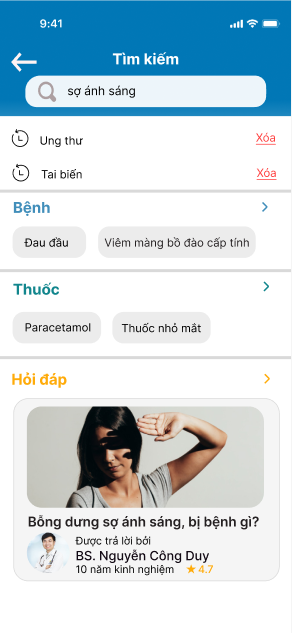 9:41
Tìm kiếm
sợ ánh sáng
Ung thư Xóa
Tai biến Xóa
Bệnh
Đau đầu Viêm màng bồ đào cấp tính
Thuốc
Paracetamol Thuốc nhỏ mắt
Hỏi đáp
Bỗng dưng sợ ánh sáng, bị bệnh gì?
Được trả lời bởi
BS. Nguyễn Công Duy
10 năm kinh nghiệm ★ 4.7